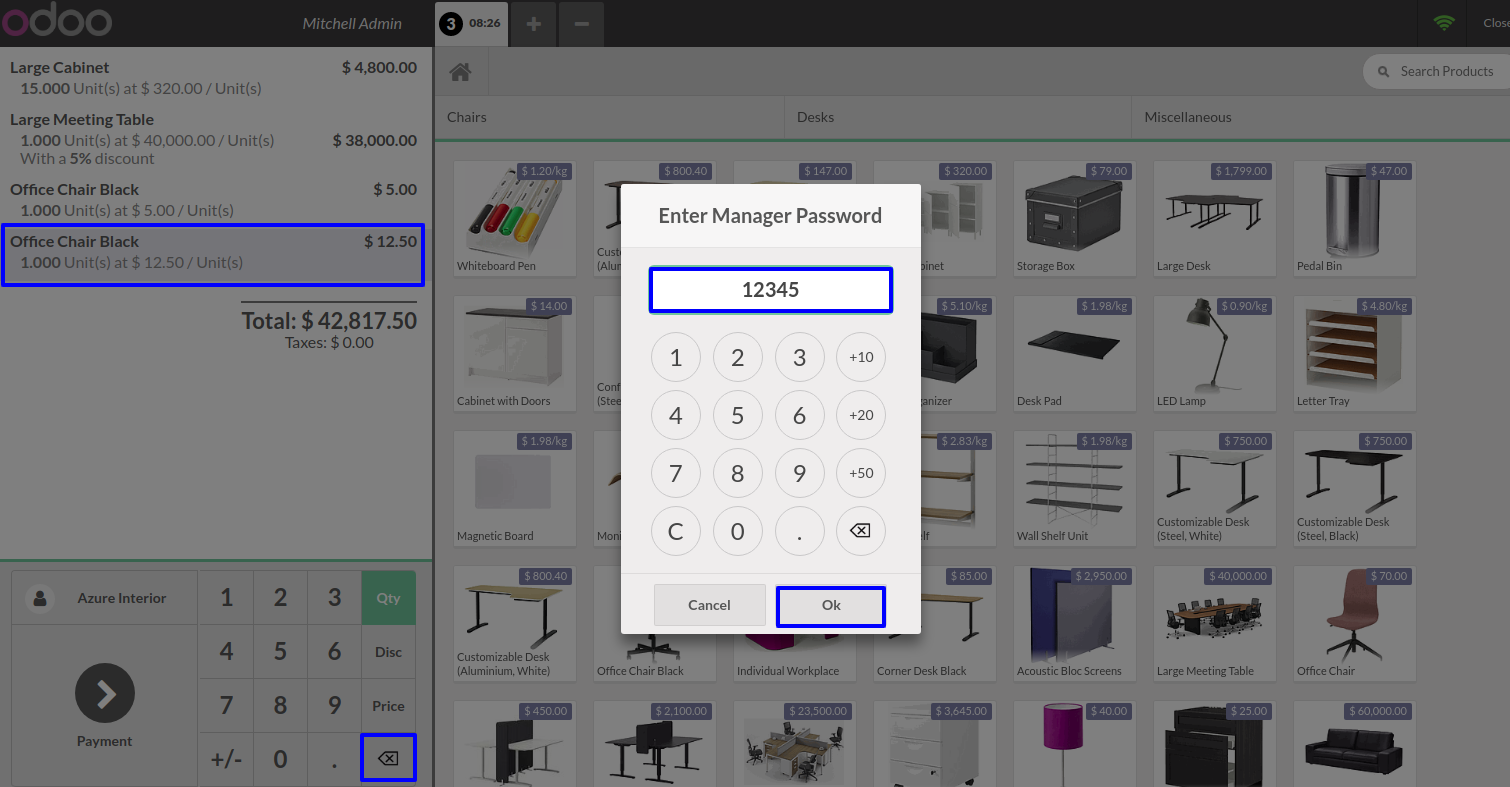 odoo
Mitchell Admin
3 08:26
+
−
Close
Large Cabinet $ 4,800.00
15.000 Unit(s) at $ 320.00 / Unit(s)
Large Meeting Table
1.000 Unit(s) at $ 40,000.00 / Unit(s) $ 38,000.00
With a 5% discount
Office Chair Black $ 5.00
1.000 Unit(s) at $ 5.00 / Unit(s)
Office Chair Black $ 12.50
1.000 Unit(s) at $ 12.50 / Unit(s)
Total: $ 42,817.50
Taxes: $ 0.00
Azure Interior
Payment
1 2 3 Qty
4 5 6 Disc
7 8 9 Price
+/- 0 .
Search Products
Chairs Desks Miscellaneous
$ 1.20/kg $ 800.40 $ 147.00 $ 320.00 $ 79.00 $ 1,799.00 $ 47.00
Whiteboard Pen Storage Box Large Desk Pedal Bin
$ 14.00 $ 5.10/kg $ 1.98/kg $ 0.90/kg $ 4.80/kg
Cabinet with Doors Desk Pad LED Lamp Letter Tray
$ 1.98/kg $ 2.83/kg $ 1.98/kg $ 750.00 $ 750.00
Magnetic Board Wall Shelf Unit Customizable Desk (Steel, White) Customizable Desk (Steel, Black)
$ 800.40 $ 85.00 $ 2,950.00 $ 40,000.00 $ 70.00
Customizable Desk (Aluminium, White) Office Chair Black Individual Workplace Corner Desk Black Acoustic Bloc Screens Large Meeting Table Office Chair
$ 450.00 $ 2,100.00 $ 23,500.00 $ 3,645.00 $ 40.00 $ 25.00 $ 60,000.00
Enter Manager Password
12345
1 2 3 +10
4 5 6 +20
7 8 9 +50
C 0 .
Cancel Ok